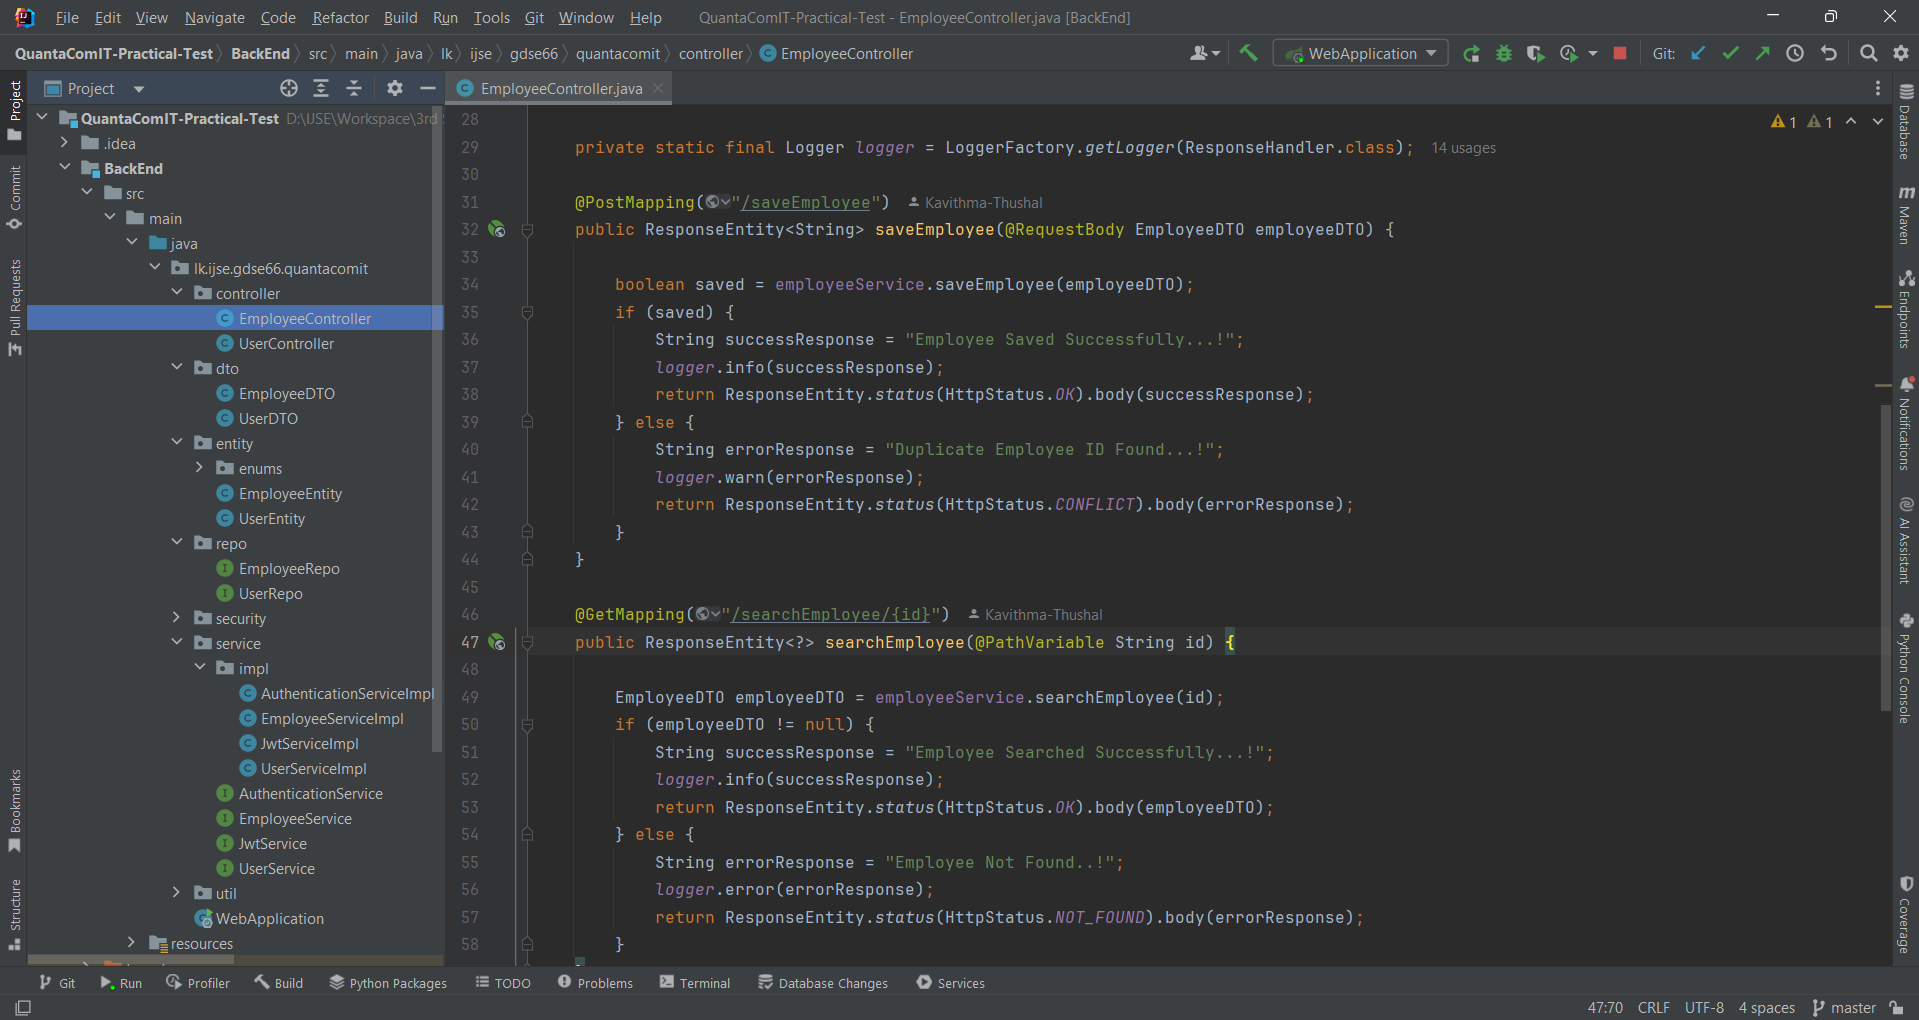 File Edit View Navigate Code Refactor Build Run Tools Git Window Help QuantaComIT-Practical-Test - EmployeeController.java [BackEnd]
QuantaComIT-Practical-Test BackEnd src main java lk ijse gdse66 quantacomit controller EmployeeController WebApplication Git:
Project
EmployeeController.java
QuantaComIT-Practical-Test D:\IJSE\Workspace\3rd
.idea
BackEnd
src
main
java
lk.ijse.gdse66.quantacomit
controller
EmployeeController
UserController
dto
EmployeeDTO
UserDTO
entity
enums
EmployeeEntity
UserEntity
repo
EmployeeRepo
UserRepo
security
service
impl
AuthenticationServiceImpl
EmployeeServiceImpl
JwtServiceImpl
UserServiceImpl
AuthenticationService
EmployeeService
JwtService
UserService
util
WebApplication
resources
Project
Commit
Pull Requests
Bookmarks
Structure
1 1
28
29 private static final Logger logger = LoggerFactory.getLogger(ResponseHandler.class); 14 usages
30
31 @PostMapping("/saveEmployee") Kavithma-Thushal
32 public ResponseEntity<String> saveEmployee(@RequestBody EmployeeDTO employeeDTO) {
33
34 boolean saved = employeeService.saveEmployee(employeeDTO);
35 if (saved) {
36 String successResponse = "Employee Saved Successfully...!";
37 logger.info(successResponse);
38 return ResponseEntity.status(HttpStatus.OK).body(successResponse);
39 } else {
40 String errorResponse = "Duplicate Employee ID Found...!";
41 logger.warn(errorResponse);
42 return ResponseEntity.status(HttpStatus.CONFLICT).body(errorResponse);
43 }
44 }
45
46 @GetMapping("/searchEmployee/{id}") Kavithma-Thushal
47 public ResponseEntity<?> searchEmployee(@PathVariable String id) {
48
49 EmployeeDTO employeeDTO = employeeService.searchEmployee(id);
50 if (employeeDTO != null) {
51 String successResponse = "Employee Searched Successfully...!";
52 logger.info(successResponse);
53 return ResponseEntity.status(HttpStatus.OK).body(employeeDTO);
54 } else {
55 String errorResponse = "Employee Not Found..!";
56 logger.error(errorResponse);
57 return ResponseEntity.status(HttpStatus.NOT_FOUND).body(errorResponse);
58 }
Database
Maven
Endpoints
Notifications
AI Assistant
Python Console
Coverage
Git Run Profiler Build Python Packages TODO Problems Terminal Database Changes Services
47:70 CRLF UTF-8 4 spaces master